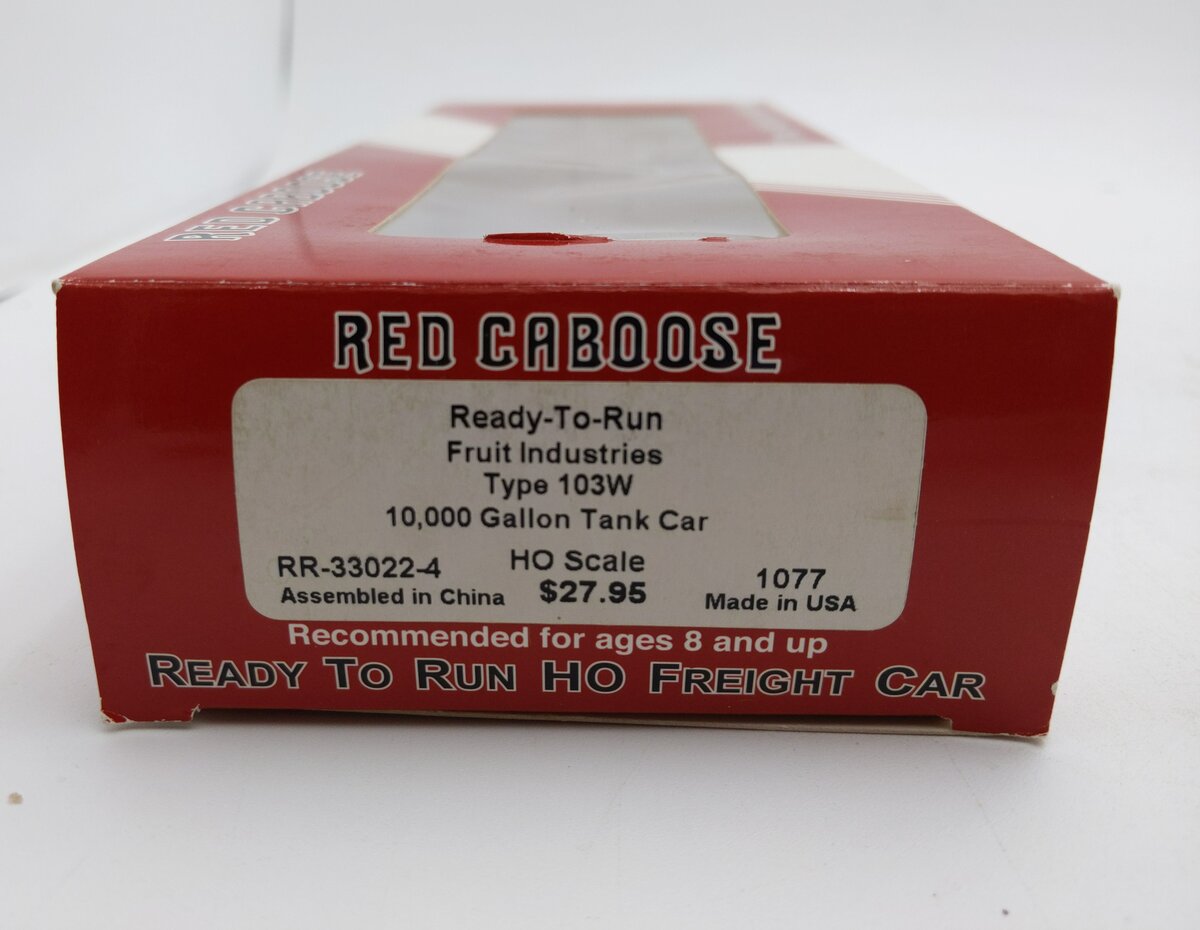 RED CABOOSE
RED CABOOSE
Ready-To-Run
Fruit Industries
Type 103W
10,000 Gallon Tank Car
RR-33022-4 HO Scale 1077
Assembled in China $27.95 Made in USA
Recommended for ages 8 and up
READY TO RUN HO FREIGHT CAR